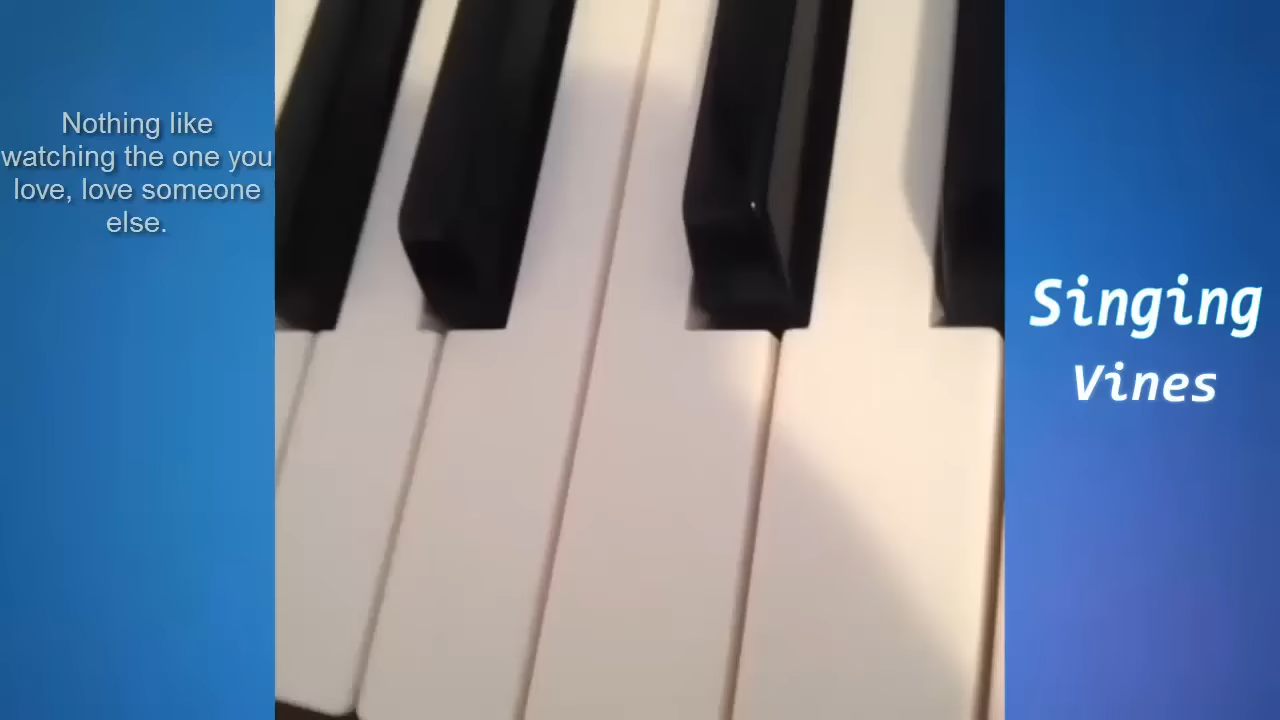 Nothing like
watching the one you
love, love someone
else.
Singing
Vines